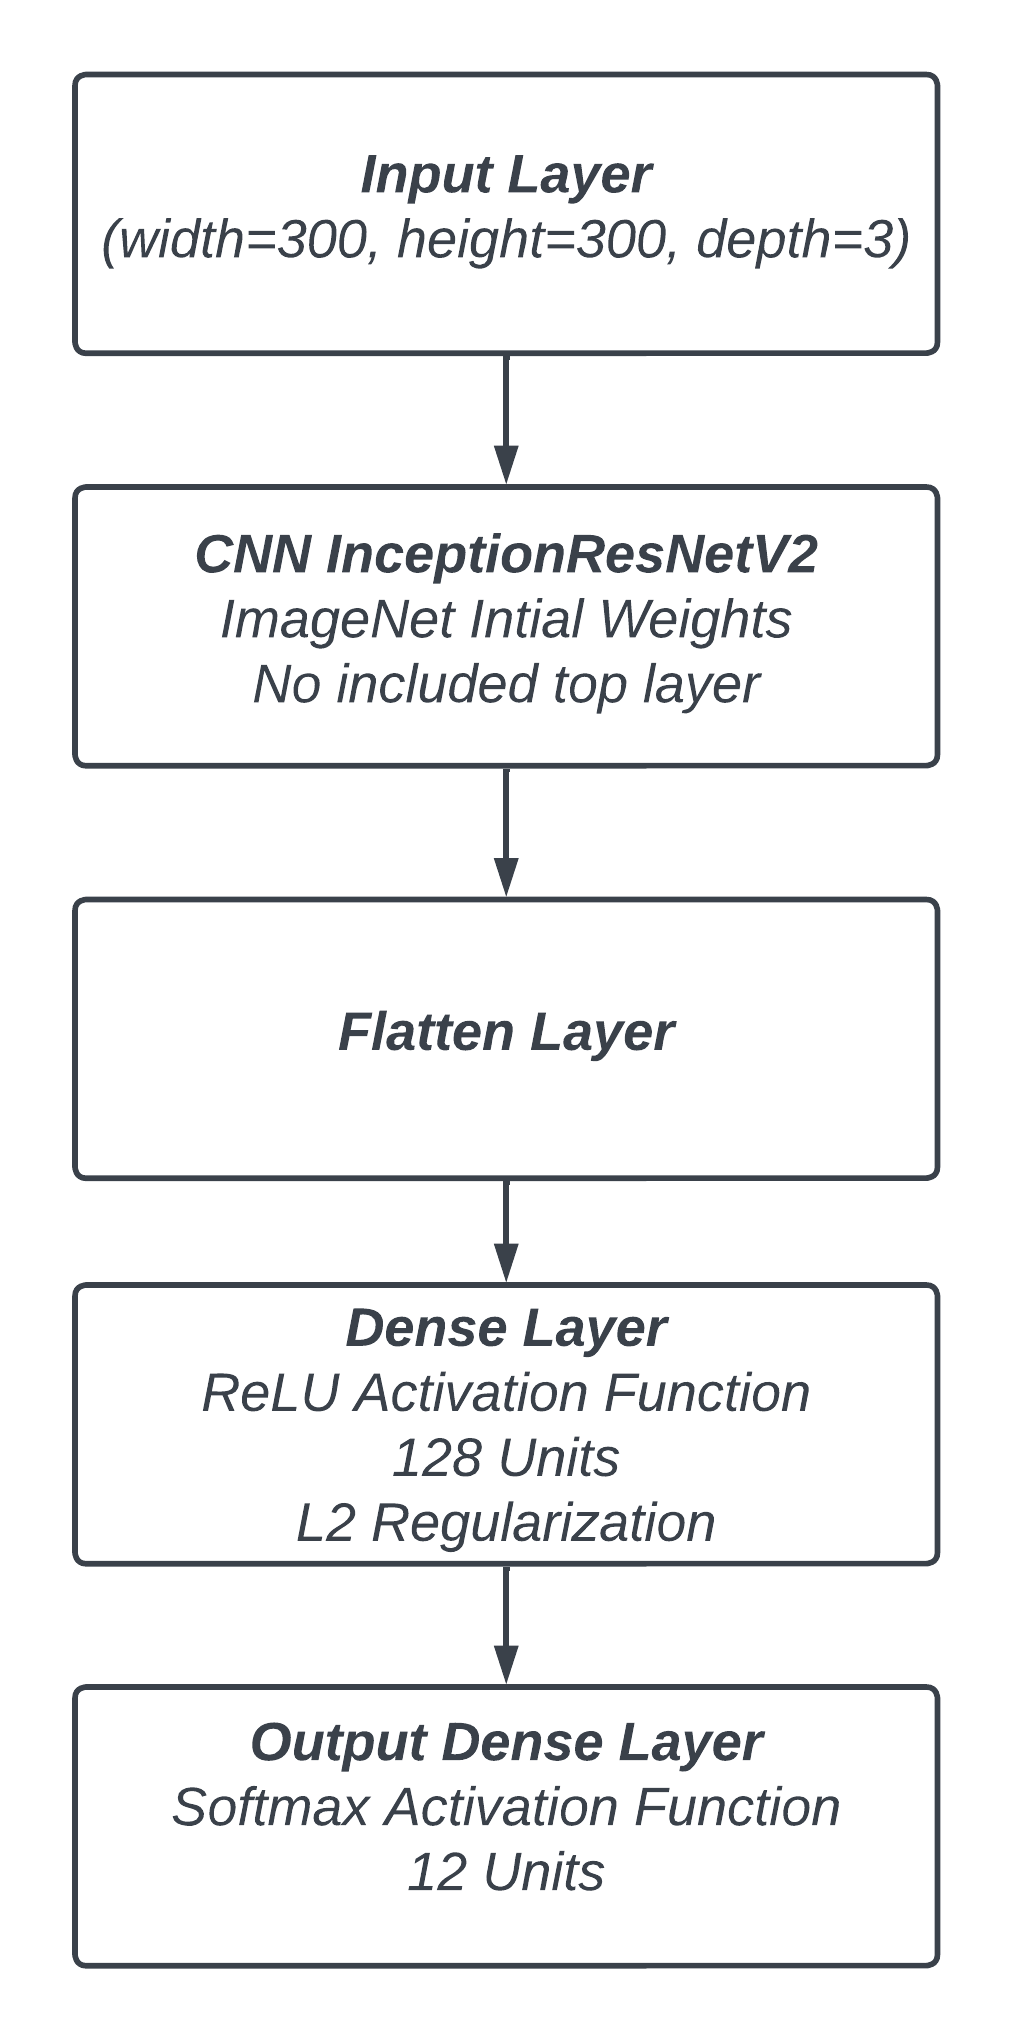 Input Layer
(width=300, height=300, depth=3)
CNN InceptionResNetV2
ImageNet Intial Weights
No included top layer
Flatten Layer
Dense Layer
ReLU Activation Function
128 Units
L2 Regularization
Output Dense Layer
Softmax Activation Function
12 Units